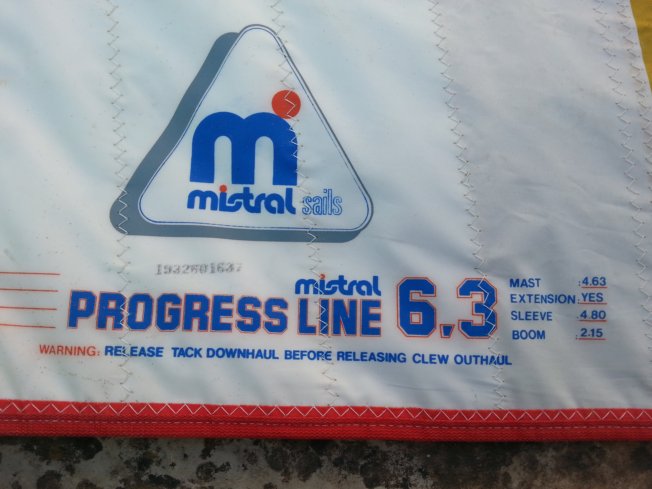 m
mistral sails
mistral
PROGRESS LINE 6.3
MAST :4.63
EXTENSION:YES
SLEEVE :4.80
BOOM :2.15
WARNING: RELEASE TACK DOWNHAUL BEFORE RELEASING CLEW OUTHAUL